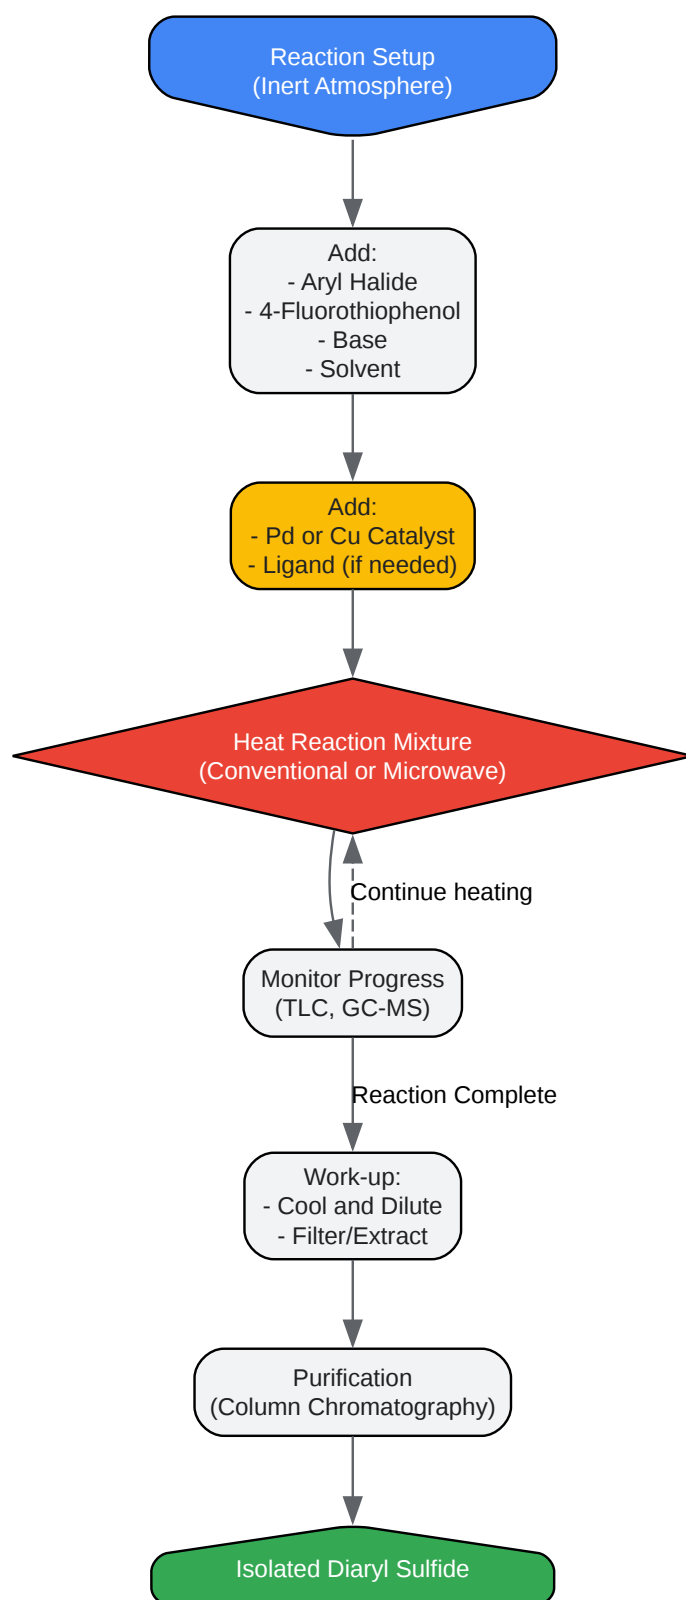 Reaction Setup
(Inert Atmosphere)
Add:
- Aryl Halide
- 4-Fluorothiophenol
- Base
- Solvent
Add:
- Pd or Cu Catalyst
- Ligand (if needed)
Heat Reaction Mixture
(Conventional or Microwave)
Continue heating
Monitor Progress
(TLC, GC-MS)
Reaction Complete
Work-up:
- Cool and Dilute
- Filter/Extract
Purification
(Column Chromatography)
Isolated Diaryl Sulfide